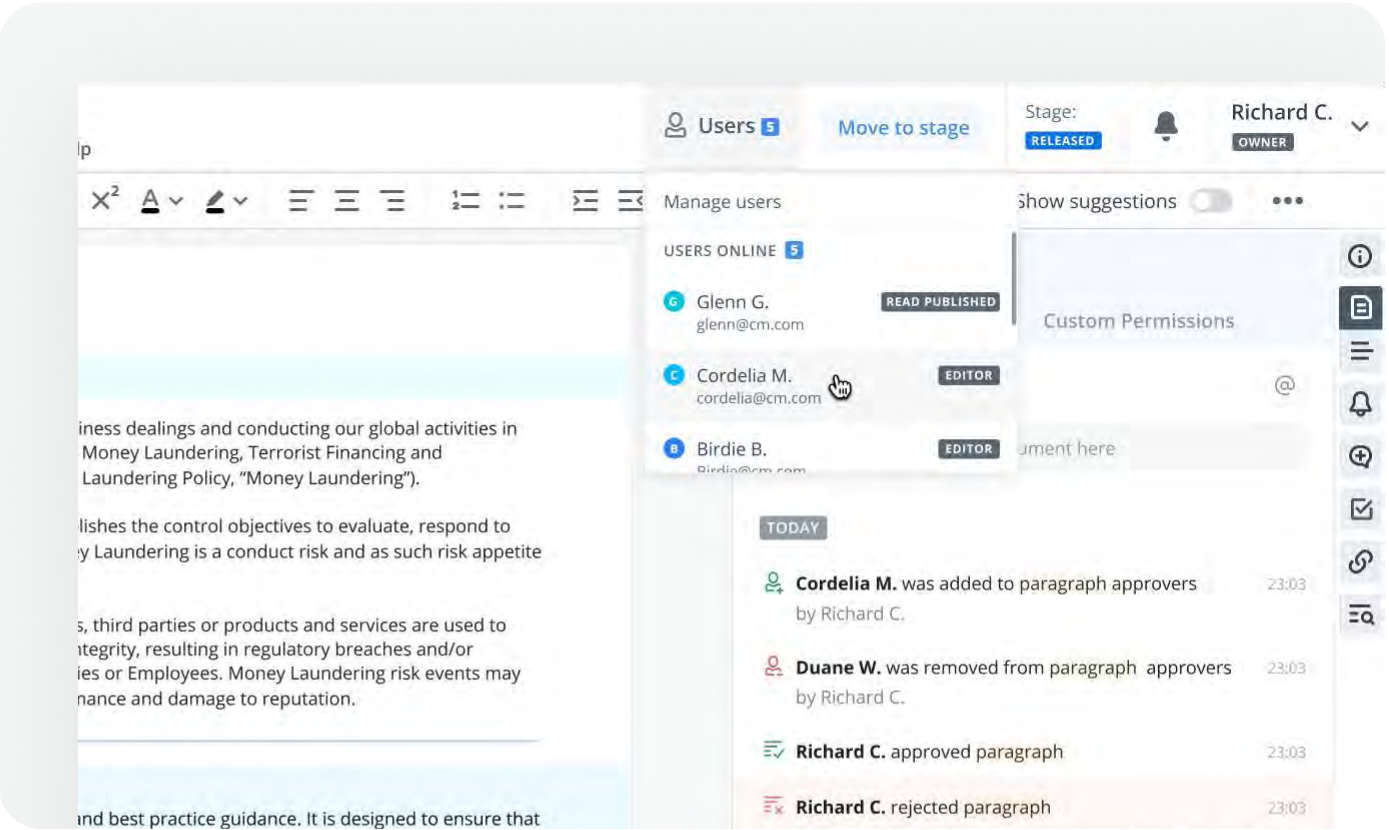 Users 5
Move to stage
Stage:
RELEASED
Richard C.
OWNER
lp
X2
A
Manage users
Show suggestions
USERS ONLINE 5
G Glenn G.
READ PUBLISHED
glenn@cm.com
Custom Permissions
C Cordelia M.
EDITOR
cordelia@cm.com
@
B Birdie B.
EDITOR
Birdie@cm.com
ument here
iness dealings and conducting our global activities in
Money Laundering, Terrorist Financing and
Laundering Policy, “Money Laundering”).
lishes the control objectives to evaluate, respond to
y Laundering is a conduct risk and as such risk appetite
s, third parties or products and services are used to
ntegrity, resulting in regulatory breaches and/or
ies or Employees. Money Laundering risk events may
nance and damage to reputation.
and best practice guidance. It is designed to ensure that
TODAY
Cordelia M. was added to paragraph approvers 23:03
by Richard C.
Duane W. was removed from paragraph approvers 23:03
by Richard C.
Richard C. approved paragraph 23:03
Richard C. rejected paragraph 23:03